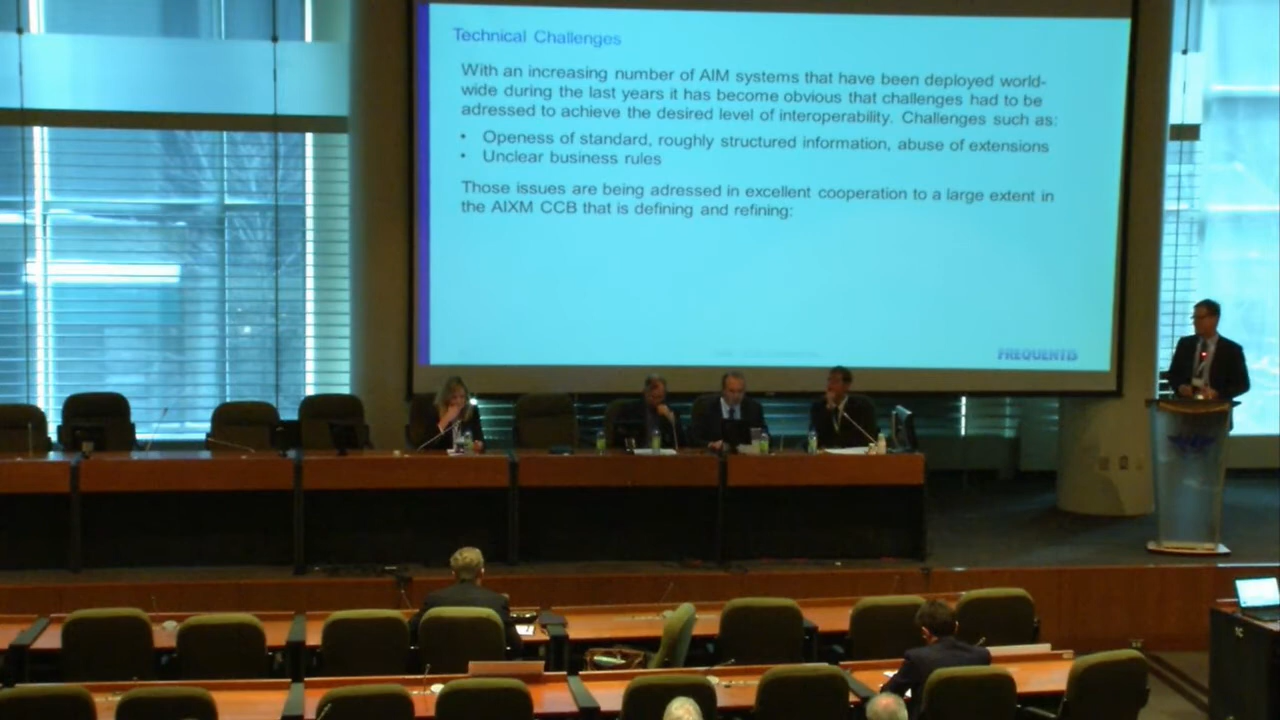 Technical Challenges
With an increasing number of AIM systems that have been deployed world-
wide during the last years it has become obvious that challenges had to be
adressed to achieve the desired level of interoperability. Challenges such as:
• Openess of standard, roughly structured information, abuse of extensions
• Unclear business rules
Those issues are being adressed in excellent cooperation to a large extent in
the AIXM CCB that is defining and refining:
FREQUENTIS